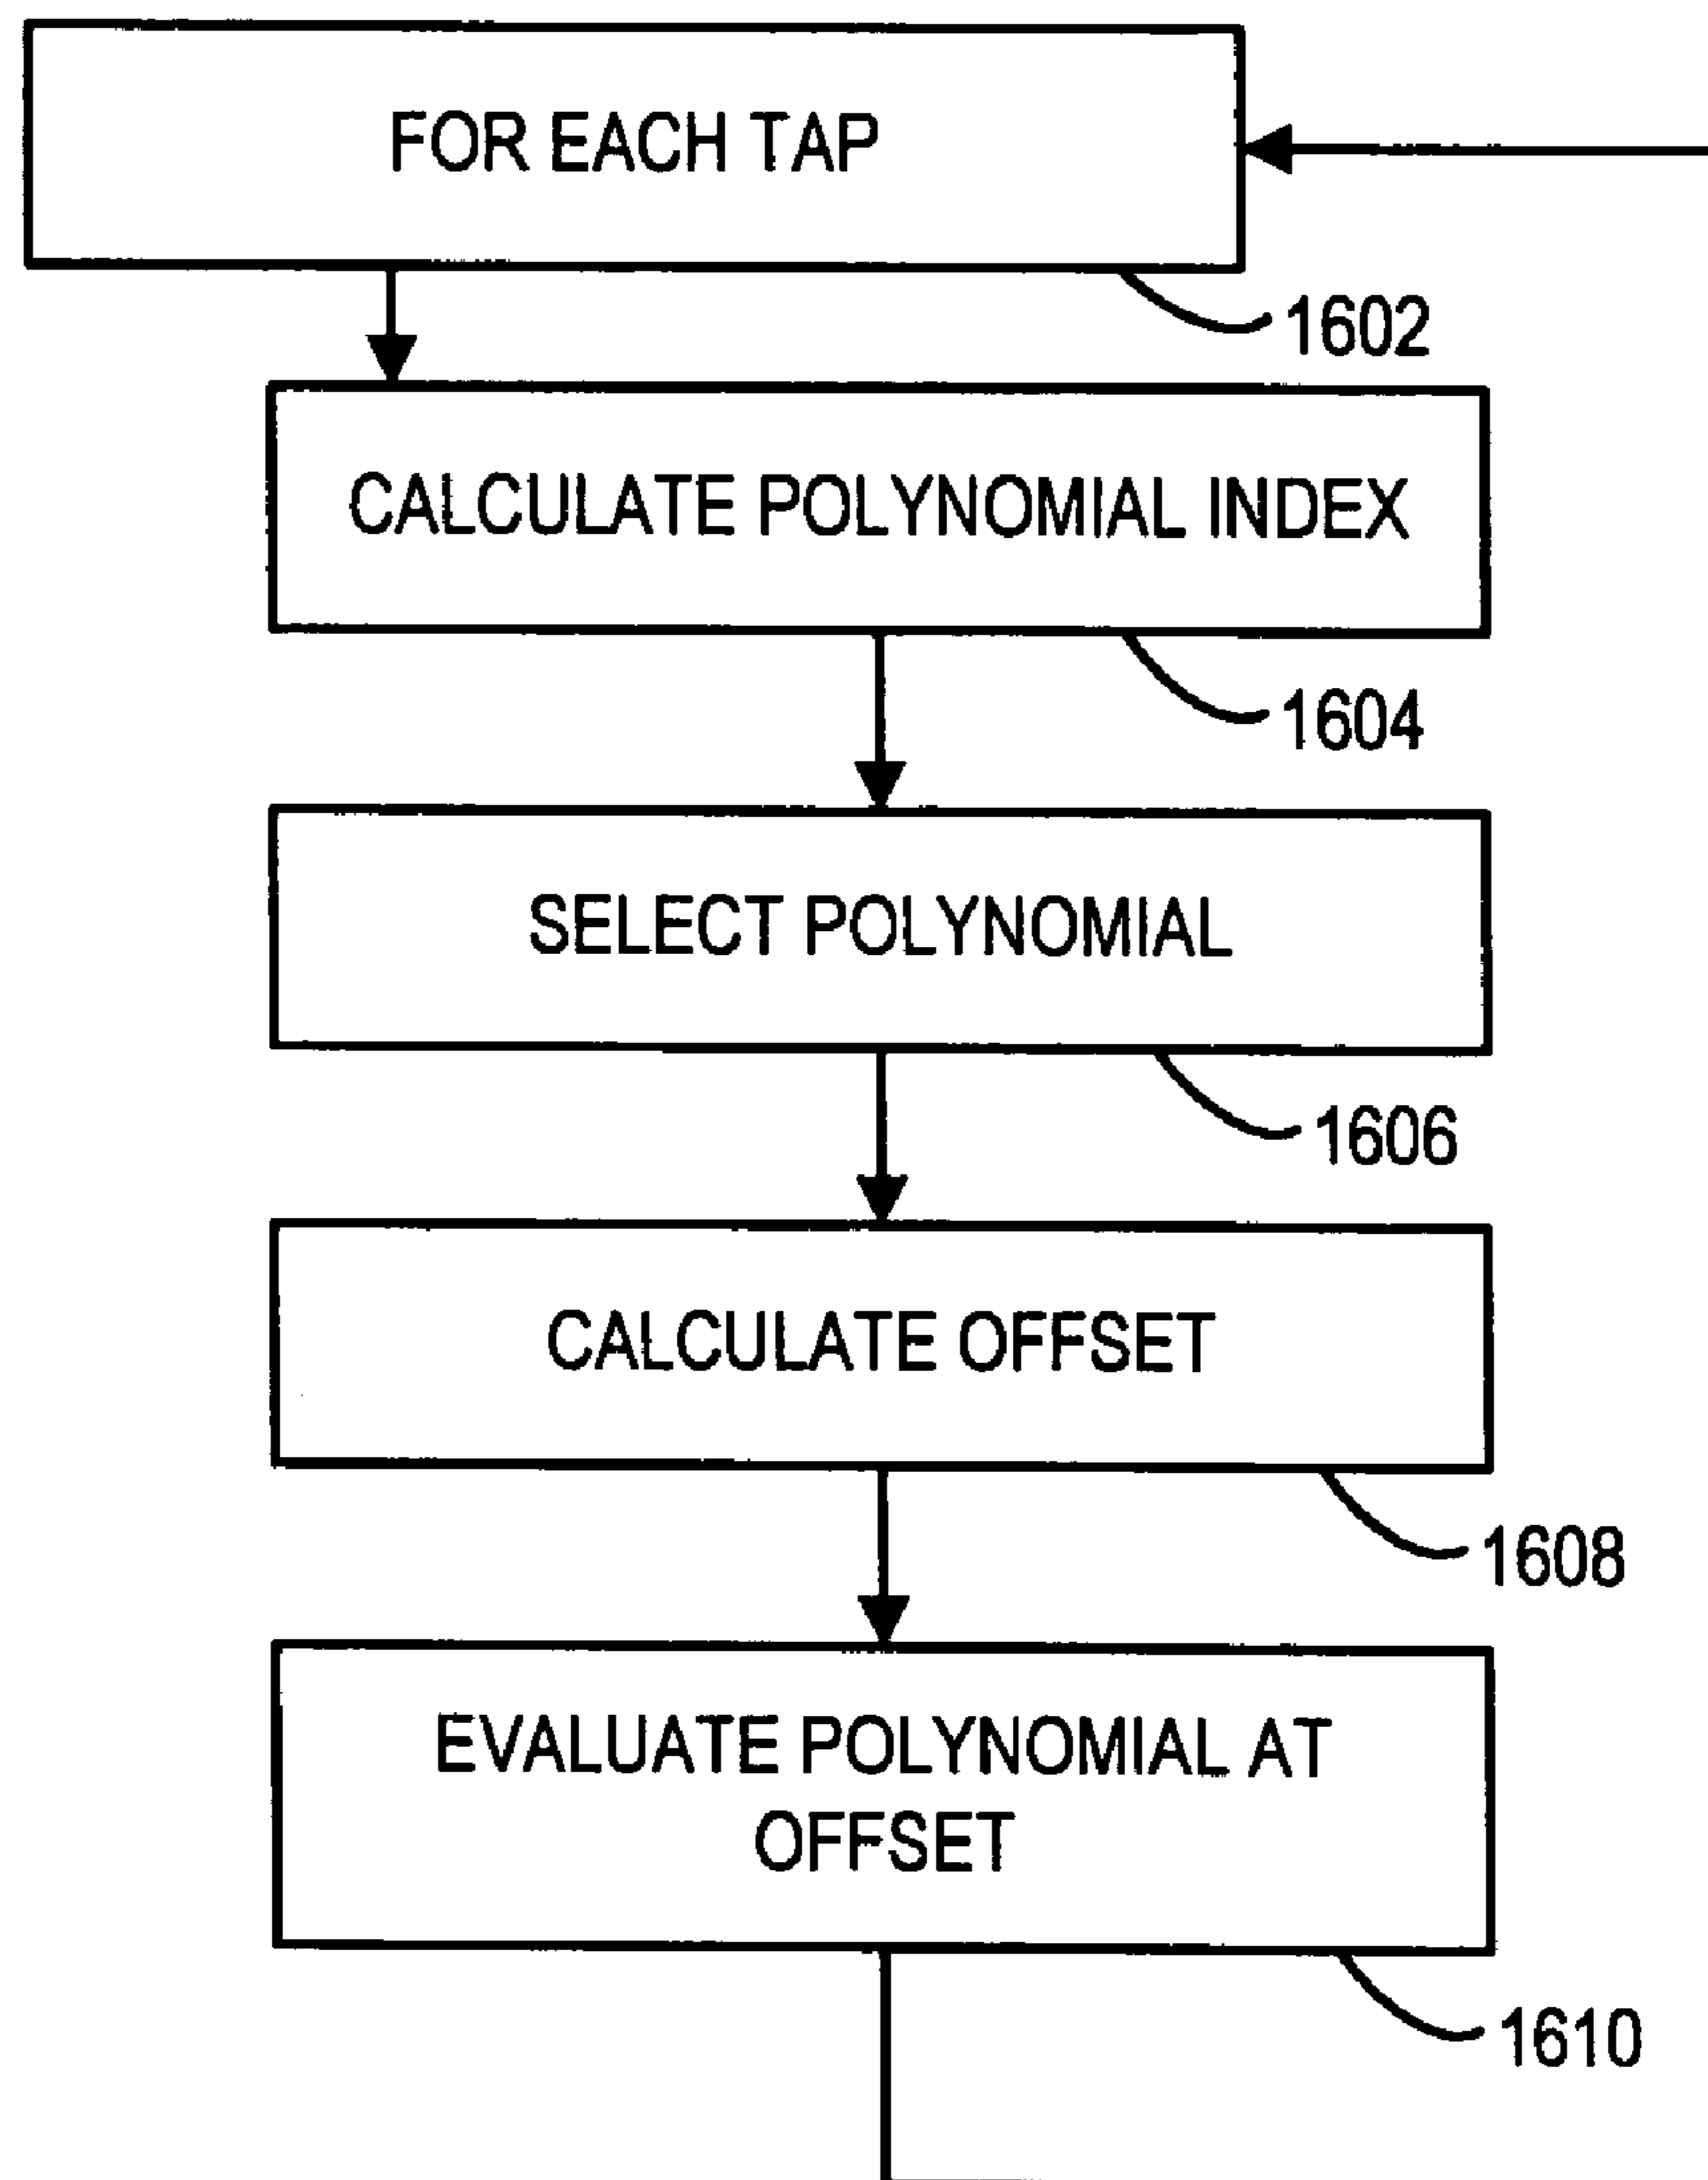 FOR EACH TAP
1602
CALCULATE POLYNOMIAL INDEX
1604
SELECT POLYNOMIAL
1606
CALCULATE OFFSET
1608
EVALUATE POLYNOMIAL AT
OFFSET
1610